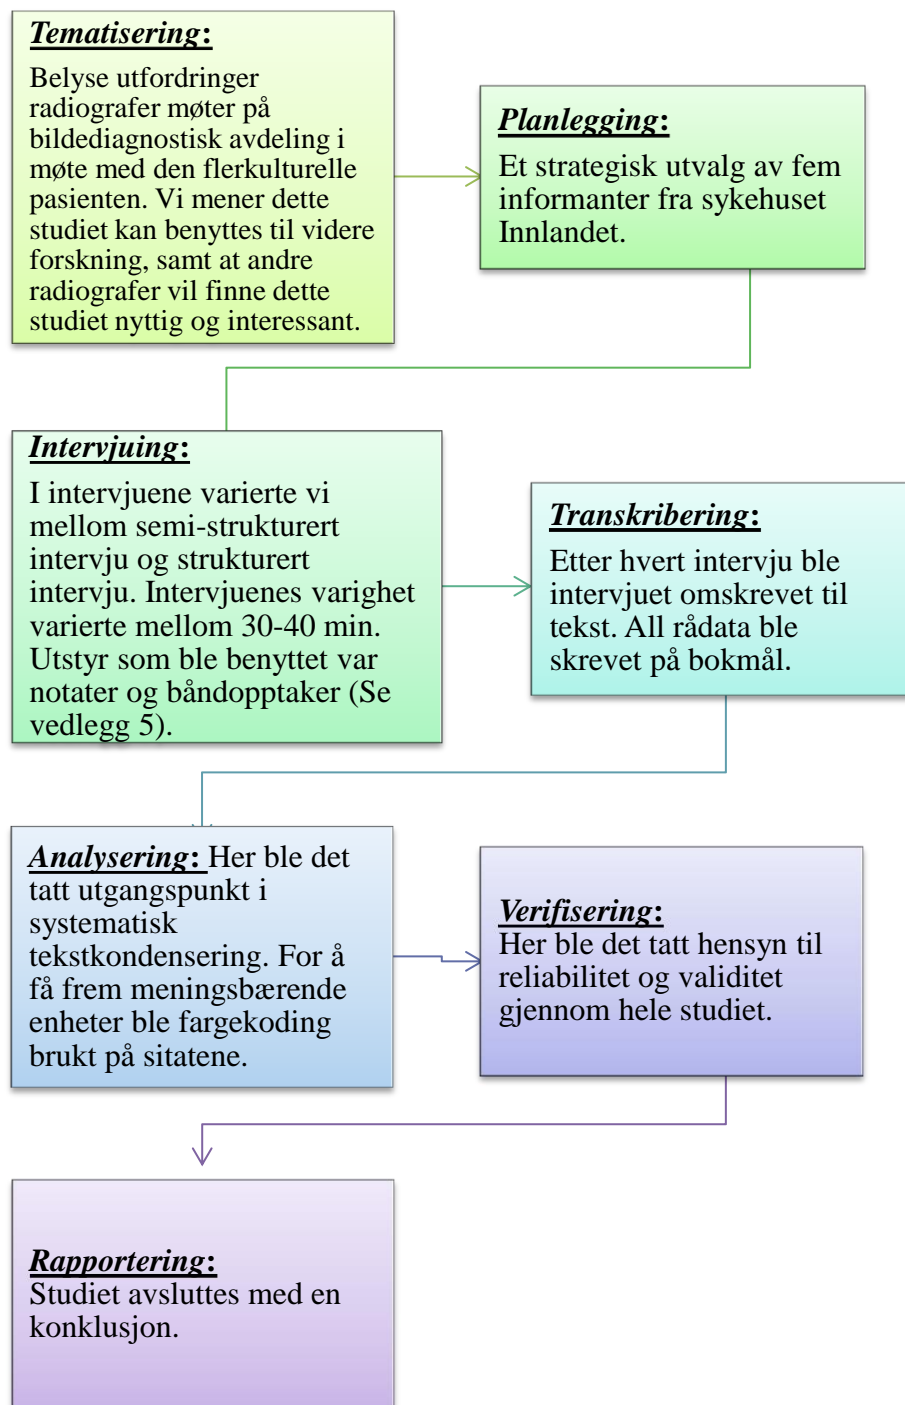 Tematisering:
Belyse utfordringer
radiografer møter på
bildediagnostisk avdeling i
møte med den flerkulturelle
pasienten. Vi mener dette
studiet kan benyttes til videre
forskning, samt at andre
radiografer vil finne dette
studiet nyttig og interessant.
Planlegging:
Et strategisk utvalg av fem
informanter fra sykehuset
Innlandet.
Intervjuing:
I intervjuene varierte vi
mellom semi-strukturert
intervju og strukturert
intervju. Intervjuenes varighet
varierte mellom 30-40 min.
Utstyr som ble benyttet var
notater og båndopptaker (Se
vedlegg 5).
Transkribering:
Etter hvert intervju ble
intervjuet omskrevet til
tekst. All rådata ble
skrevet på bokmål.
Analysering: Her ble det
tatt utgangspunkt i
systematisk
tekstkondensering. For å
få frem meningsbærende
enheter ble fargekoding
brukt på sitatene.
Verifisering:
Her ble det tatt hensyn til
reliabilitet og validitet
gjennom hele studiet.
Rapportering:
Studiet avsluttes med en
konklusjon.